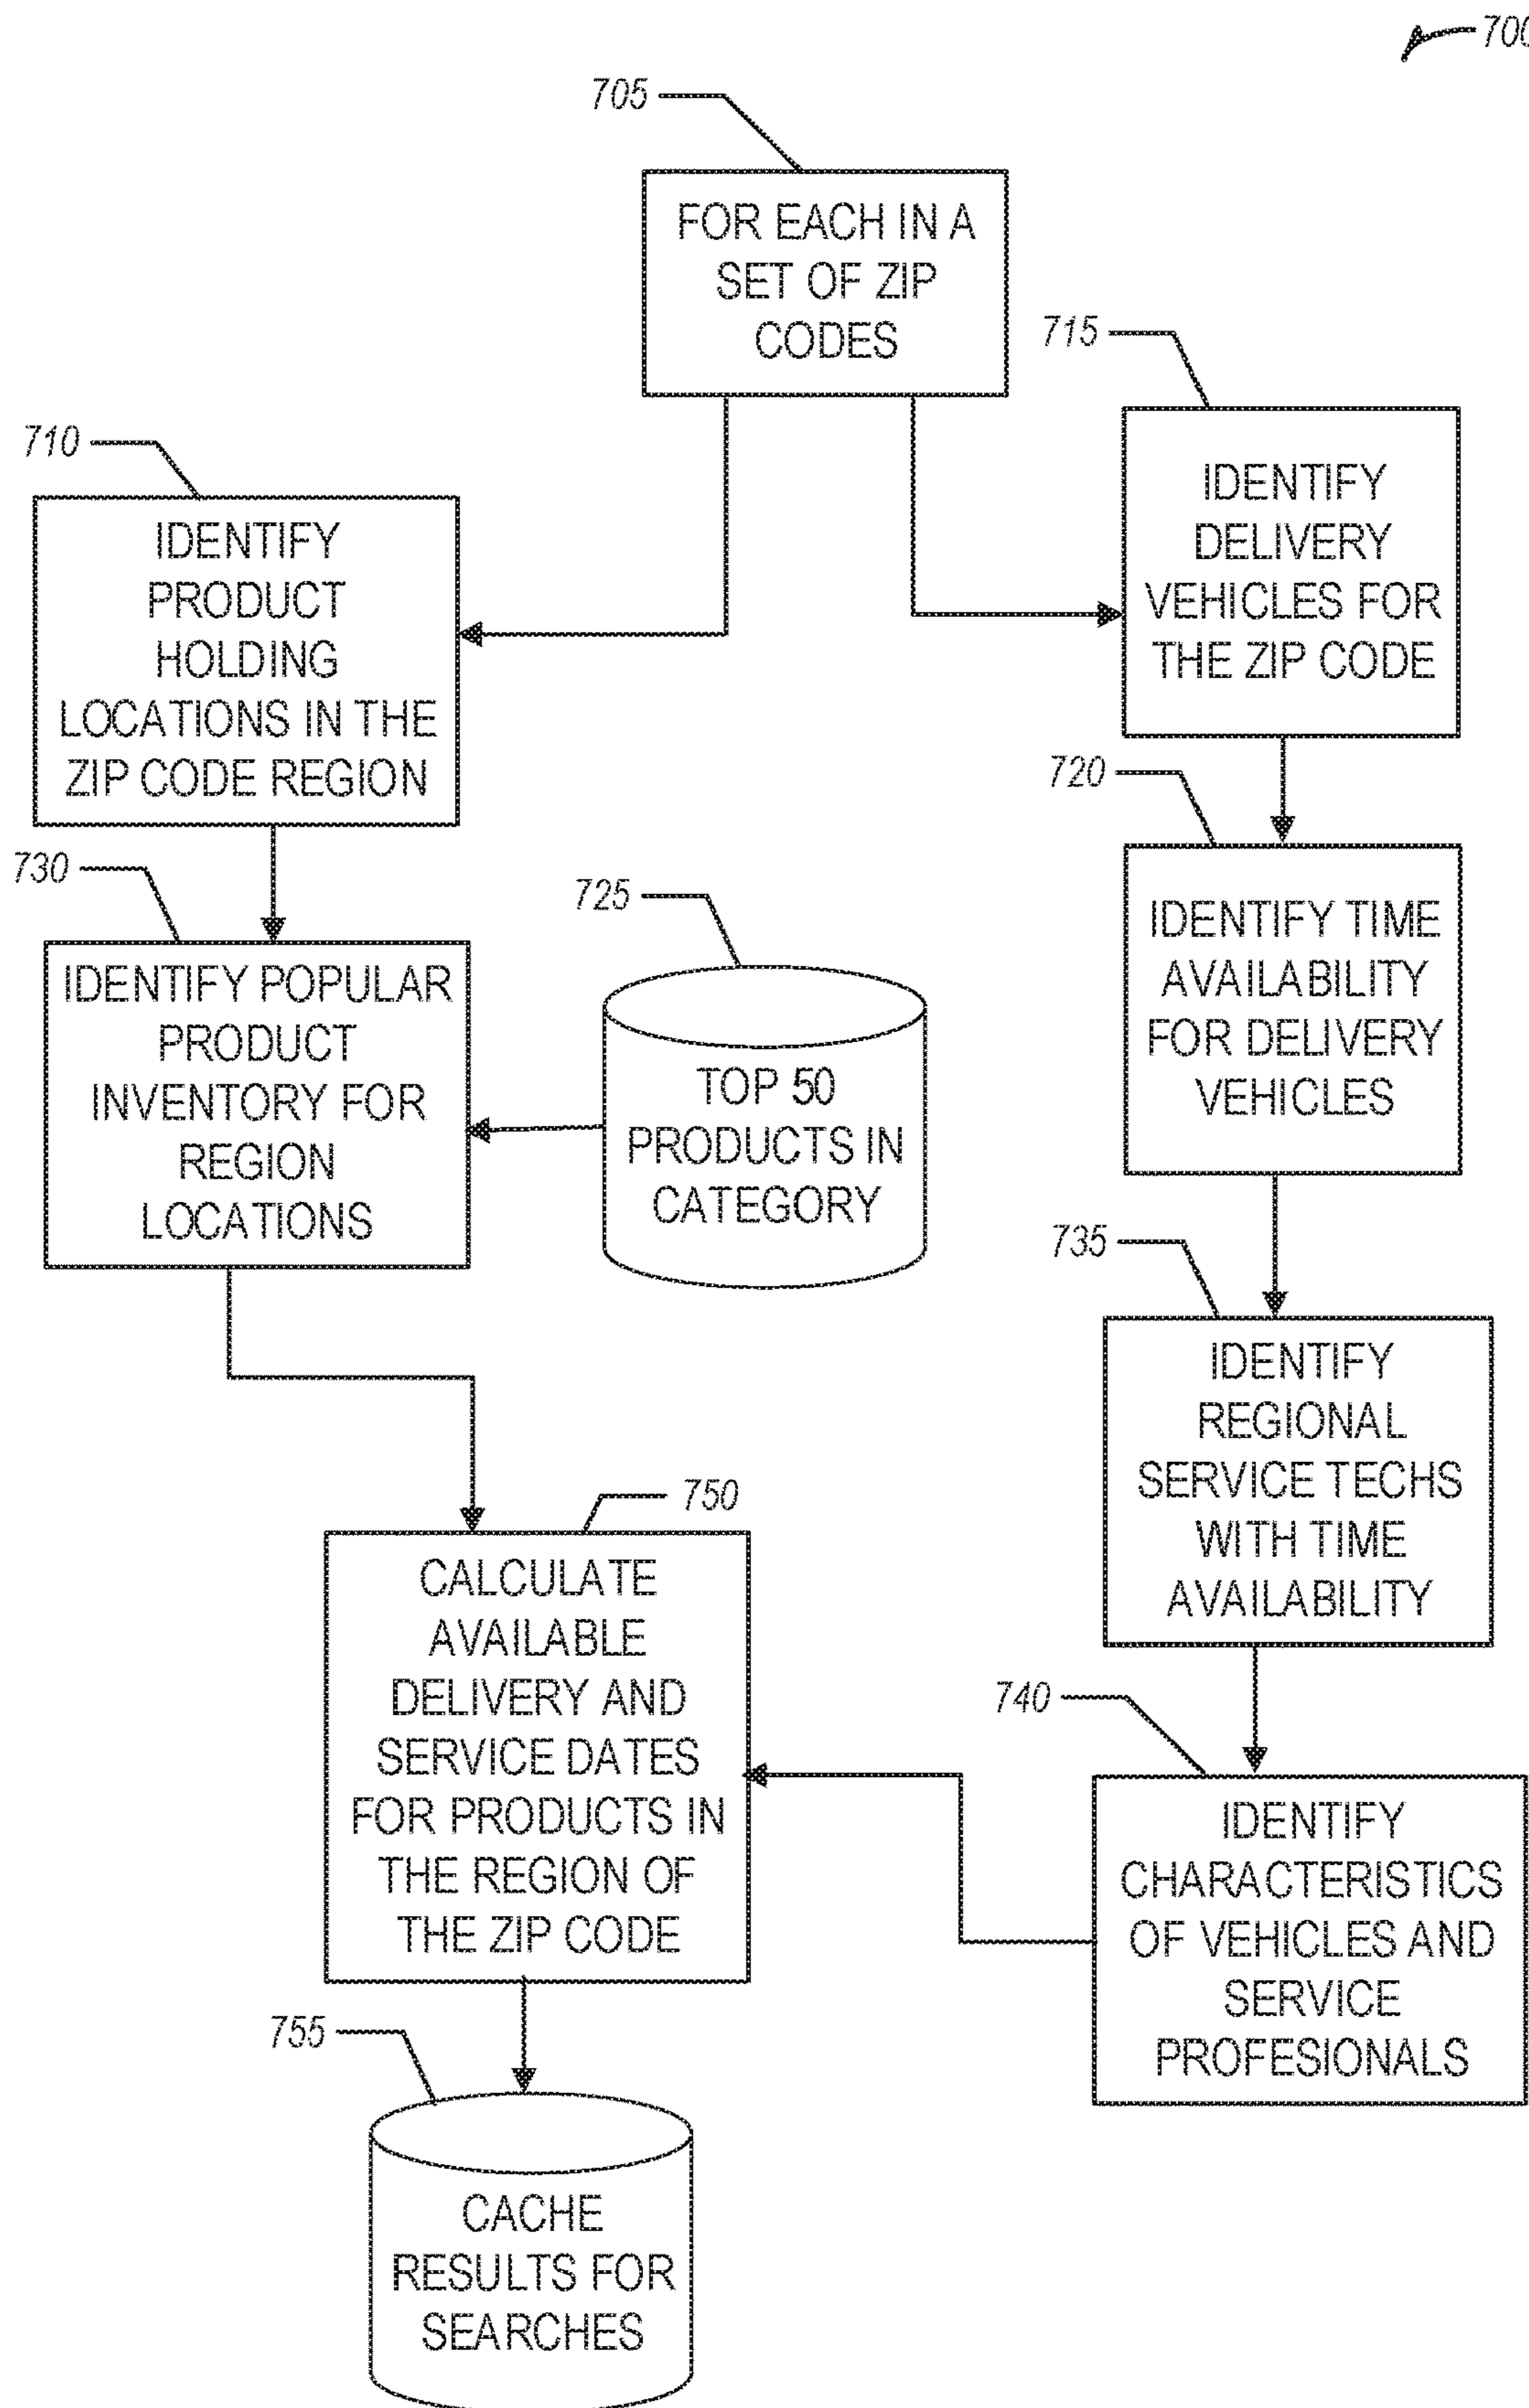 700
705
FOR EACH IN A
SET OF ZIP
CODES
715
IDENTIFY
DELIVERY
VEHICLES FOR
THE ZIP CODE
710
IDENTIFY
PRODUCT
HOLDING
LOCATIONS IN THE
ZIP CODE REGION
720
IDENTIFY TIME
AVAILABILITY
FOR DELIVERY
VEHICLES
730
IDENTIFY POPULAR
PRODUCT
INVENTORY FOR
REGION
LOCATIONS
725
TOP 50
PRODUCTS IN
CATEGORY
735
IDENTIFY
REGIONAL
SERVICE TECHS
WITH TIME
AVAILABILITY
750
CALCULATE
AVAILABLE
DELIVERY AND
SERVICE DATES
FOR PRODUCTS IN
THE REGION OF
THE ZIP CODE
740
IDENTIFY
CHARACTERISTICS
OF VEHICLES AND
SERVICE
PROFESIONALS
755
CACHE
RESULTS FOR
SEARCHES